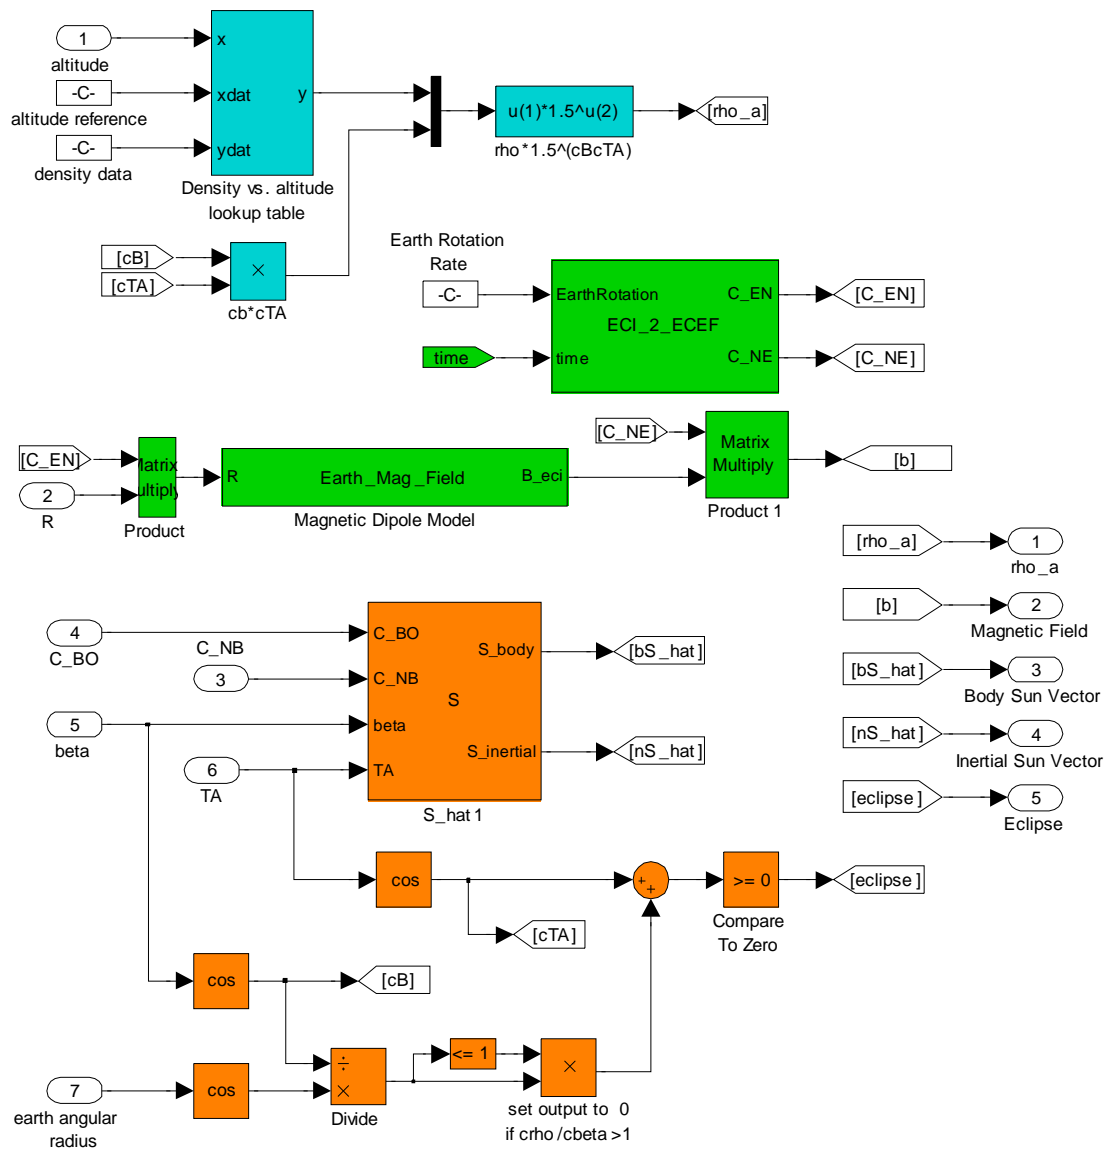 1
altitude
-C-
altitude reference
-C-
density data
x
xdat
ydat
y
Density vs. altitude
lookup table
u(1)*1.5^u(2)
rho*1.5^(cBcTA)
[rho_a]
[cB]
[cTA]
×
cb*cTA
Earth Rotation
Rate
-C-
time
EarthRotation
time
ECI_2_ECEF
C_EN
C_NE
[C_EN]
[C_NE]
[C_EN]
2
R
Matrix
Multiply
Product
R
Earth_Mag_Field
B_eci
Magnetic Dipole Model
[C_NE]
Matrix
Multiply
Product 1
[b]
[rho_a]
1
rho_a
[b]
2
Magnetic Field
[bS_hat]
3
Body Sun Vector
[nS_hat]
4
Inertial Sun Vector
[eclipse]
5
Eclipse
4
C_BO
C_NB
3
5
beta
6
TA
C_BO
C_NB
beta
TA
S
S_body
S_inertial
S_hat1
[bS_hat]
[nS_hat]
cos
[cTA]
+
+
>= 0
Compare
To Zero
[eclipse]
cos
[cB]
7
earth angular
radius
cos
÷
×
Divide
<= 1
×
set output to 0
if crho/cbeta>1